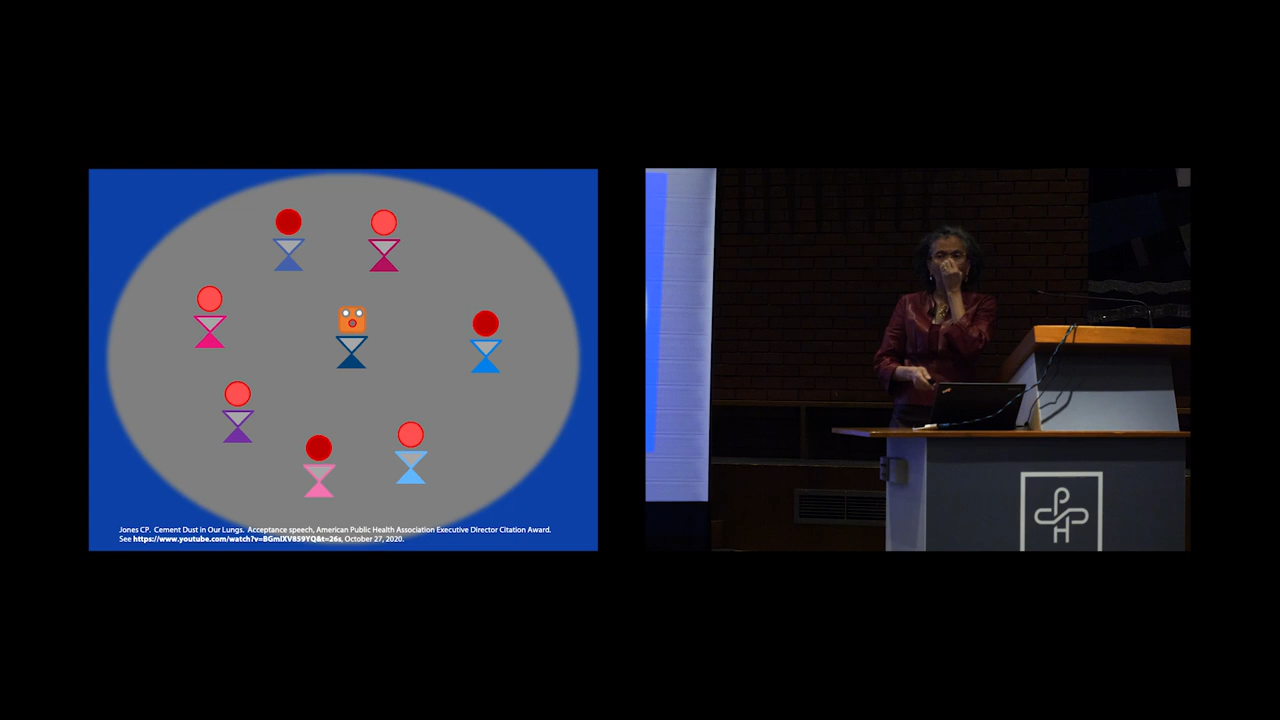 Jones CP.  Cement Dust in Our Lungs.  Acceptance speech, American Public Health Association Executive Director Citation Award.
See https://www.youtube.com/watch?v=BGmIXV859YQ&t=26s, October 27, 2020.
P
H